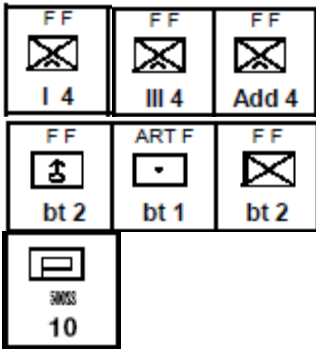 F F F F F F
I 4 III 4 Add 4
F F ART F F F
bt 2 bt 1 bt 2
10